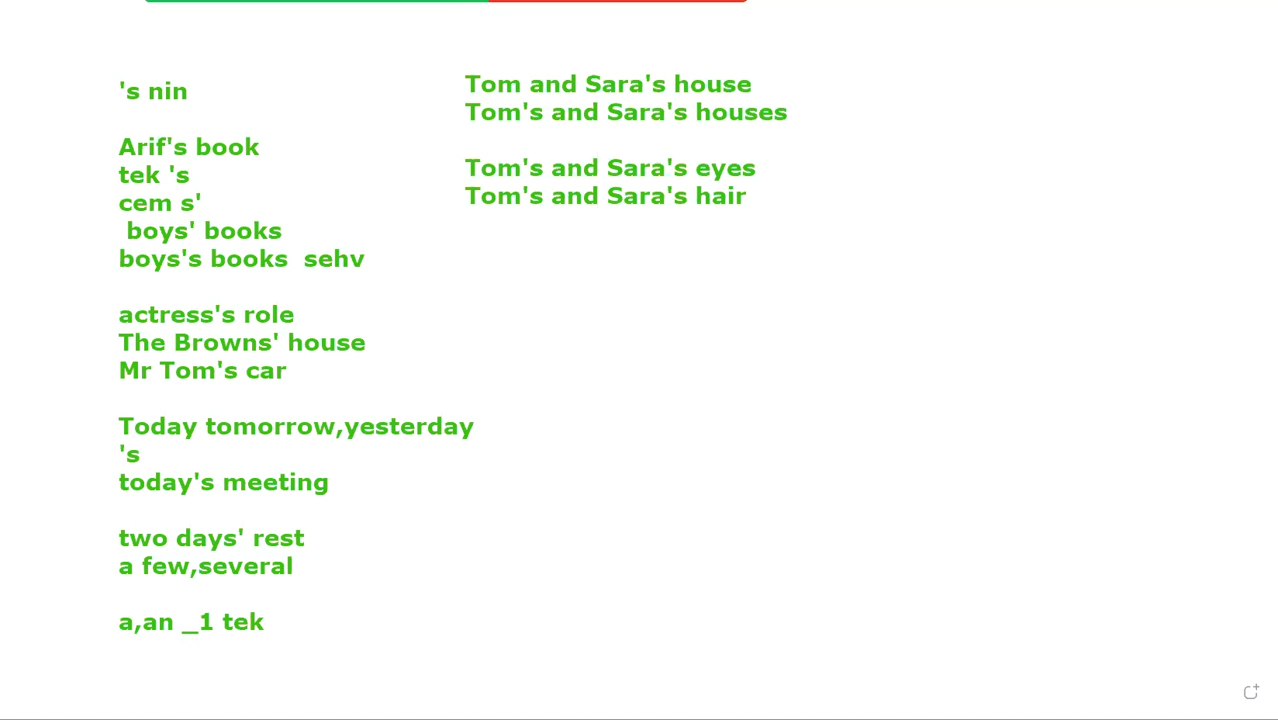 's nin
Arif's book
tek 's
cem s'
boys' books
boys's books  sehv
actress's role
The Browns' house
Mr Tom's car
Today tomorrow,yesterday
's
today's meeting
two days' rest
a few,several
a,an _1 tek
Tom and Sara's house
Tom's and Sara's houses
Tom's and Sara's eyes
Tom's and Sara's hair